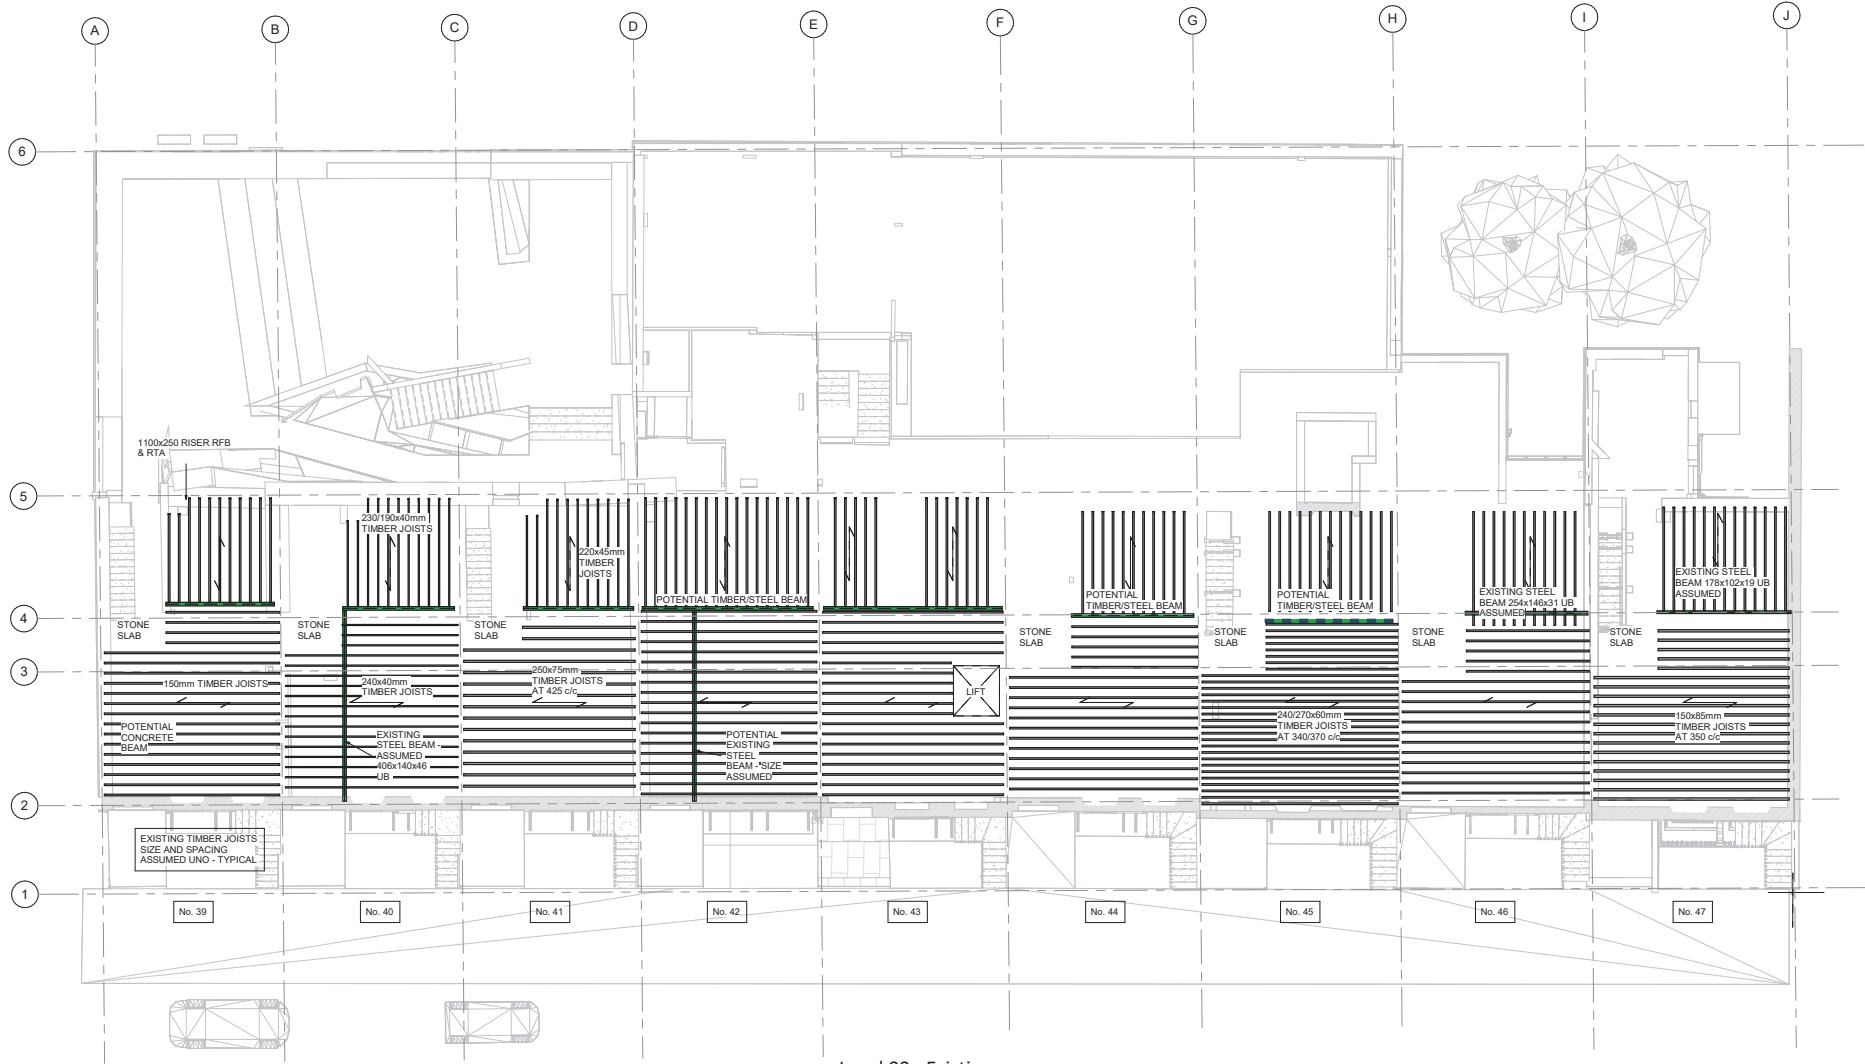 A
B
C
D
E
F
G
H
I
J
6
1100x250 RISER RFB
& RTA
5
230/190x40mm
TIMBER JOISTS
220x45mm
TIMBER
JOISTS
POTENTIAL TIMBER/STEEL BEAM
POTENTIAL
TIMBER/STEEL BEAM
POTENTIAL
TIMBER/STEEL BEAM
EXISTING STEEL
BEAM 254x146x31 UB
ASSUMED
EXISTING STEEL
BEAM 178x102x19 UB
ASSUMED
4
STONE
SLAB
STONE
SLAB
STONE
SLAB
STONE
SLAB
STONE
SLAB
STONE
SLAB
STONE
SLAB
3
150mm TIMBER JOISTS
240x40mm
TIMBER JOISTS
250x75mm
TIMBER JOISTS
AT 425 c/c
LIFT
240/270x60mm
TIMBER JOISTS
AT 340/370 c/c
150x85mm
TIMBER JOISTS
AT 350 c/c
POTENTIAL
CONCRETE
BEAM
EXISTING
STEEL BEAM -
ASSUMED
406x140x46
UB
POTENTIAL
EXISTING
STEEL
BEAM - SIZE
ASSUMED
2
EXISTING TIMBER JOISTS
SIZE AND SPACING
ASSUMED UNO - TYPICAL
1
No. 39
No. 40
No. 41
No. 42
No. 43
No. 44
No. 45
No. 46
No. 47